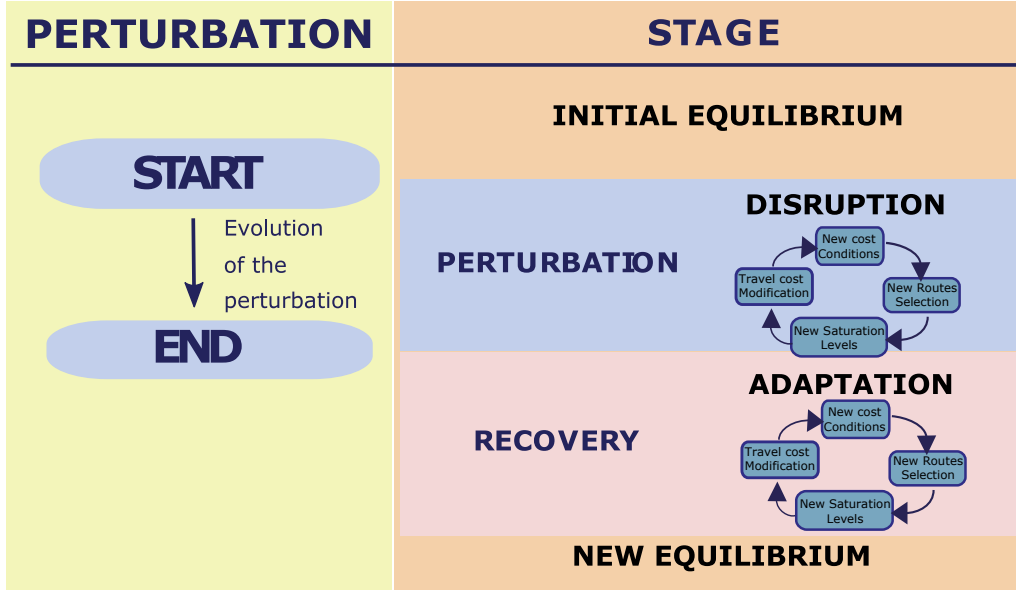 PERTURBATION
STAGE
START
Evolution
of the
perturbation
END
INITIAL EQUILIBRIUM
PERTURBATION
DISRUPTION
New cost
Conditions
New Routes
Selection
New Saturation
Levels
Travel cost
Modification
RECOVERY
ADAPTATION
New cost
Conditions
New Routes
Selection
New Saturation
Levels
Travel cost
Modification
NEW EQUILIBRIUM